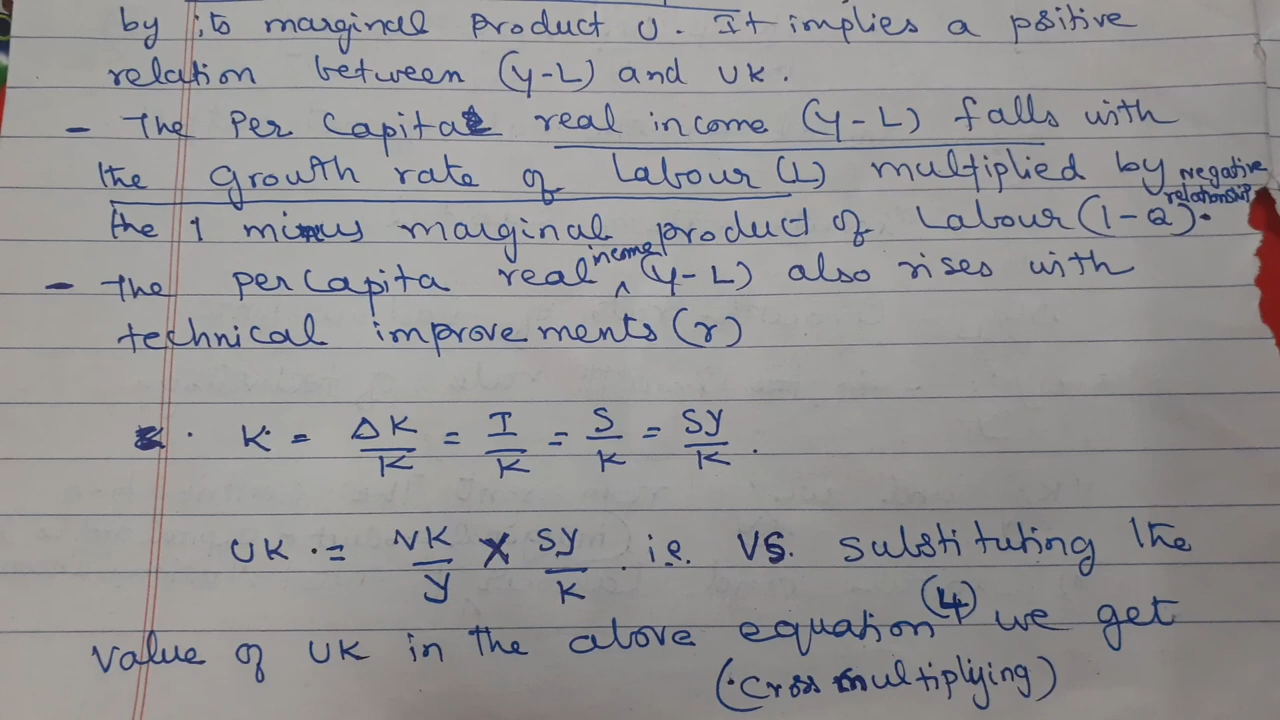 by its marginal product U. It implies a positive
relation between (y-L) and UK.
- The Per Capita real income (y-L) falls with
the growth rate of Labour (L) multiplied by negative relationship
the 1 minus marginal product of Labour (1-Q).
- The percapita real income (y-L) also rises with
technical improvements (r)
K = ΔK/K = I/K = S/K = SY/K.
UK = VK/y X Sy/K . i.e. VS. substituting the
value of UK in the above equation (4) we get
(cross multiplying)